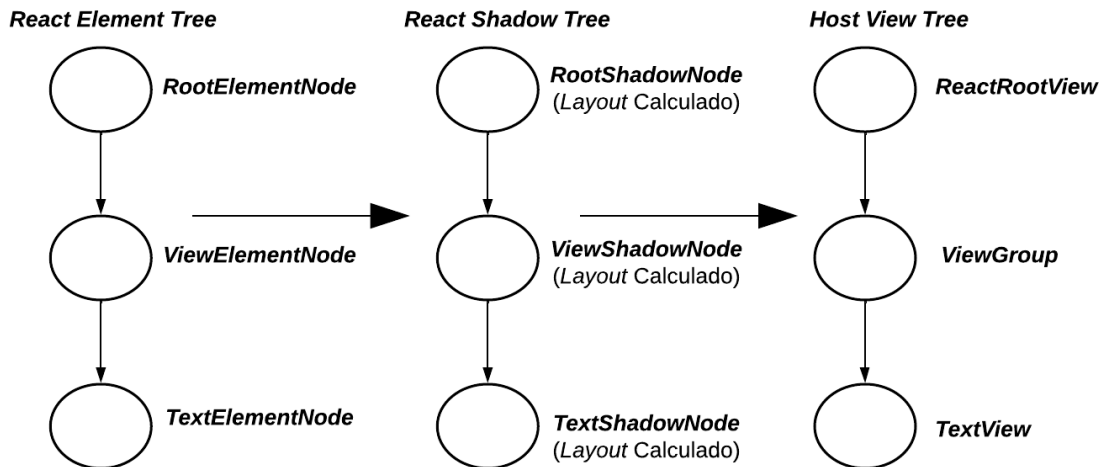 React Element Tree
RootElementNode
ViewElementNode
TextElementNode
React Shadow Tree
RootShadowNode
(Layout Calculado)
ViewShadowNode
(Layout Calculado)
TextShadowNode
(Layout Calculado)
Host View Tree
ReactRootView
ViewGroup
TextView